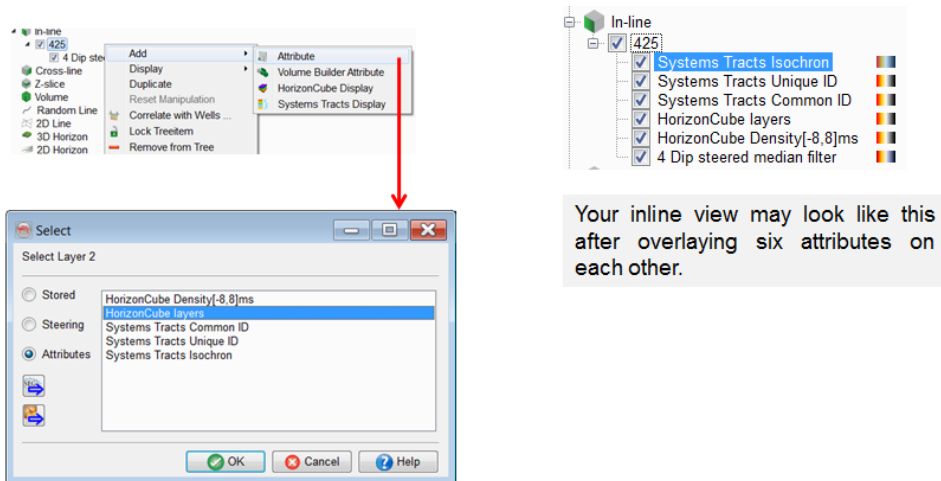 In-line
425
4 Dip stee
Cross-line
Z-slice
Volume
Random Line
2D Line
3D Horizon
2D Horizon
Add
Display
Duplicate
Reset Manipulation
Correlate with Wells ...
Lock Treeitem
Remove from Tree
Attribute
Volume Builder Attribute
HorizonCube Display
Systems Tracts Display
In-line
425
Systems Tracts Isochron
Systems Tracts Unique ID
Systems Tracts Common ID
HorizonCube layers
HorizonCube Density[-8,8]ms
4 Dip steered median filter
Your inline view may look like this
after overlaying six attributes on
each other.
Select
Select Layer 2
Stored
Steering
Attributes
HorizonCube Density[-8,8]ms
HorizonCube layers
Systems Tracts Common ID
Systems Tracts Unique ID
Systems Tracts Isochron
OK
Cancel
Help